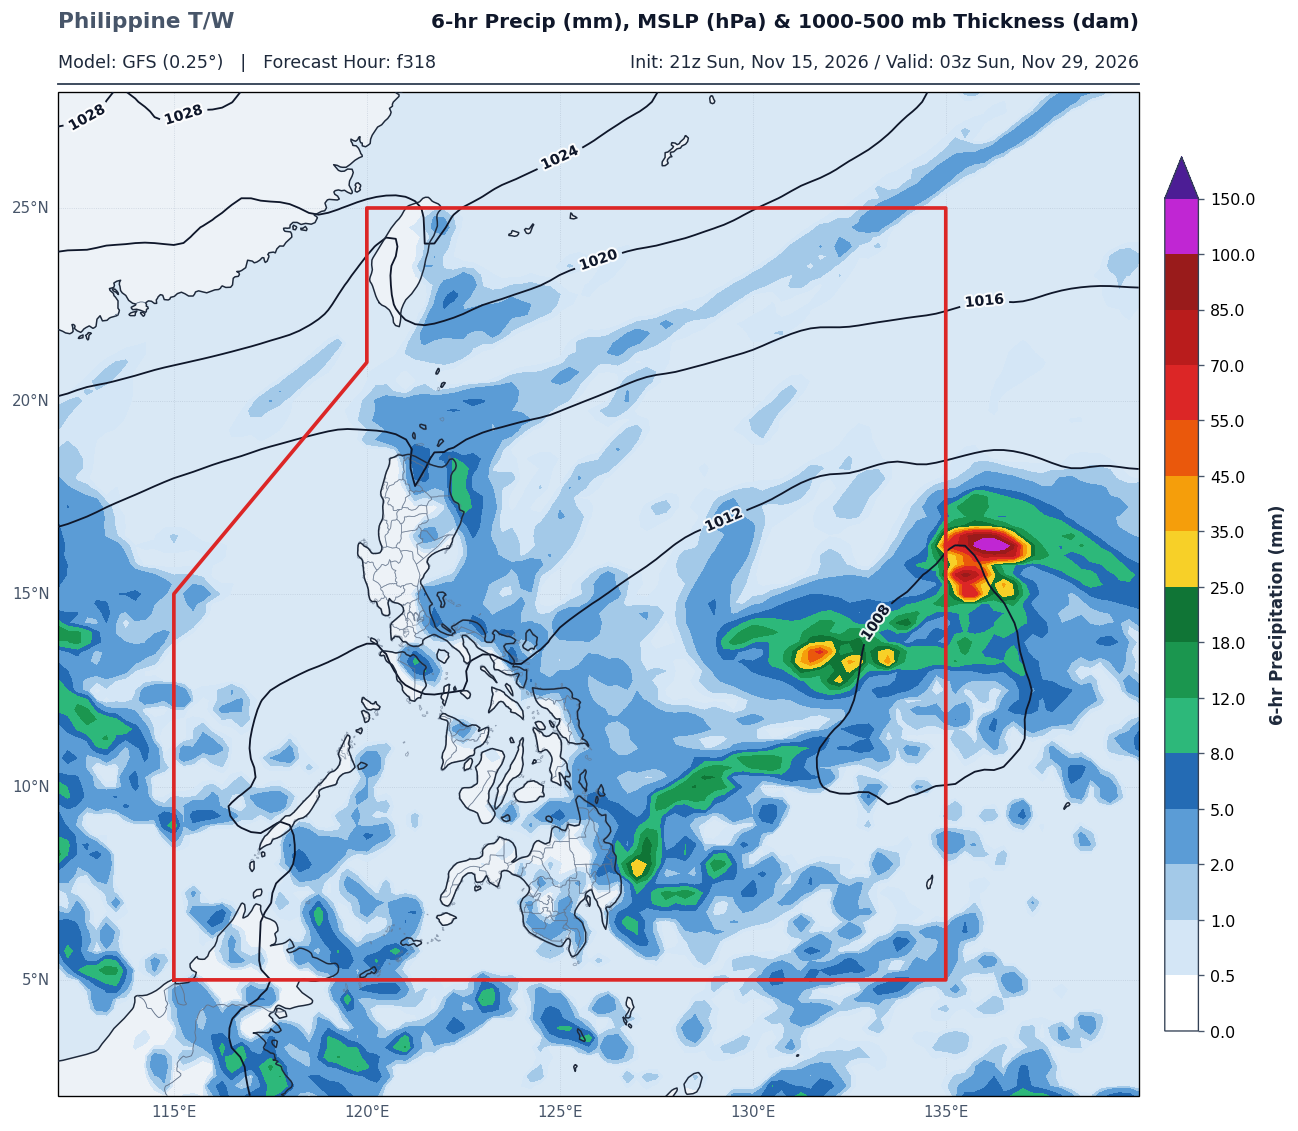 Philippine T/W
6-hr Precip (mm), MSLP (hPa) & 1000-500 mb Thickness (dam)
Model: GFS (0.25°)   |   Forecast Hour: f318
Init: 21z Sun, Nov 15, 2026 / Valid: 03z Sun, Nov 29, 2026
1028
1028
1024
1020
1016
1012
1008
25°N
20°N
15°N
10°N
5°N
115°E
120°E
125°E
130°E
135°E
150.0
100.0
85.0
70.0
55.0
45.0
35.0
25.0
18.0
12.0
8.0
5.0
2.0
1.0
0.5
0.0
6-hr Precipitation (mm)